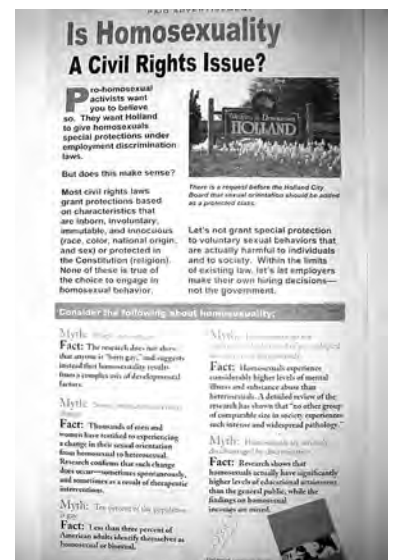 PAID ADVERTISEMENT
Is Homosexuality
A Civil Rights Issue?
Pro-homosexual
activists want
you to believe
so. They want Holland
to give homosexuals
special protections under
employment discrimination
laws.
But does this make sense?
Most civil rights laws
grant protections based
on characteristics that
are inborn, involuntary,
immutable, and innocuous
(race, color, national origin,
and sex) or protected in
the Constitution (religion).
None of these is true of
the choice to engage in
homosexual behavior.
HOLLAND
There is a request before the Holland City
Board that sexual orientation should be added
as a protected class.
Let's not grant special protection
to voluntary sexual behaviors that
are actually harmful to individuals
and to society. Within the limits
of existing law, let's let employers
make their own hiring decisions—
not the government.
Consider the following about homosexuality:
Myth:
Fact: The research does not show
that anyone is "born gay," and suggests
instead that homosexuality results
from a complex mix of developmental
factors.
Myth:
Fact: Thousands of men and
women have testified to experiencing
a change in their sexual orientation
from homosexual to heterosexual.
Research confirms that such change
does occur—sometimes spontaneously,
and sometimes as a result of therapeutic
interventions.
Myth: Ten percent of the population
is gay.
Fact: Less than three percent of
American adults identify themselves as
homosexual or bisexual.
Myth:
Fact: Homosexuals experience
considerably higher levels of mental
illness and substance abuse than
heterosexuals. A detailed review of the
research has shown that "no other group
of comparable size in society experiences
such intense and widespread pathology."
Myth: Homosexuals are
disadvantaged by discrimination.
Fact: Research shows that
homosexuals actually have significantly
higher levels of educational attainment
than the general public, while the
findings on homosexual
incomes are mixed.